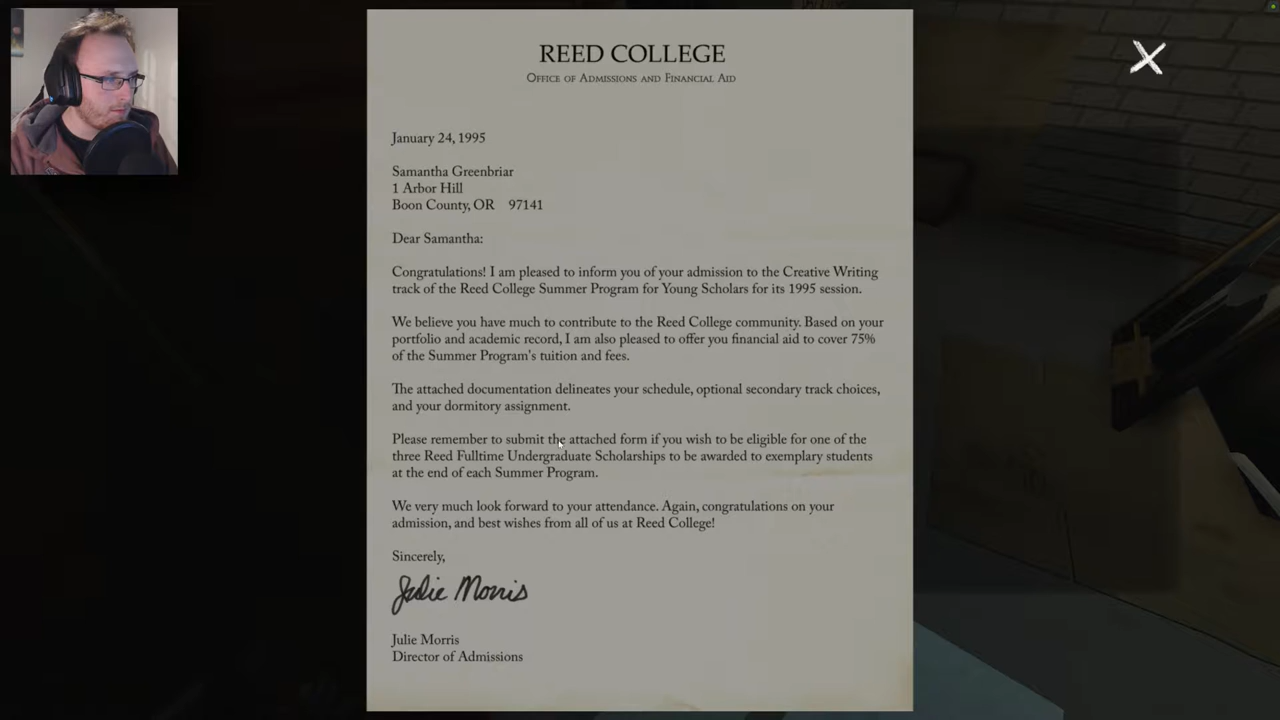 REED COLLEGE
Office of Admissions and Financial Aid
January 24, 1995
Samantha Greenbriar
1 Arbor Hill
Boon County, OR 97141
Dear Samantha:
Congratulations! I am pleased to inform you of your admission to the Creative Writing
track of the Reed College Summer Program for Young Scholars for its 1995 session.
We believe you have much to contribute to the Reed College community. Based on your
portfolio and academic record, I am also pleased to offer you financial aid to cover 75%
of the Summer Program's tuition and fees.
The attached documentation delineates your schedule, optional secondary track choices,
and your dormitory assignment.
Please remember to submit the attached form if you wish to be eligible for one of the
three Reed Fulltime Undergraduate Scholarships to be awarded to exemplary students
at the end of each Summer Program.
We very much look forward to your attendance. Again, congratulations on your
admission, and best wishes from all of us at Reed College!
Sincerely,
Julie Morris
Julie Morris
Director of Admissions